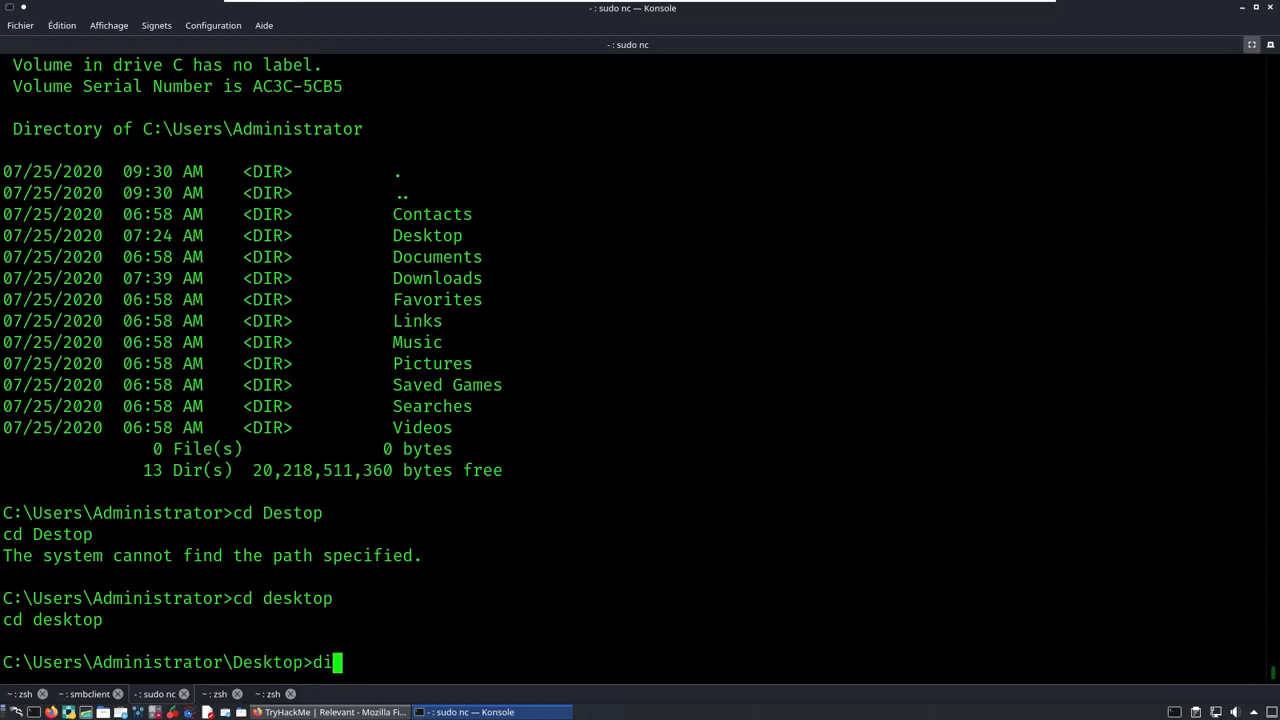 - : sudo nc — Konsole
Fichier Édition Affichage Signets Configuration Aide
- : sudo nc
Volume in drive C has no label.
Volume Serial Number is AC3C-5CB5
Directory of C:\Users\Administrator
07/25/2020 09:30 AM <DIR> .
07/25/2020 09:30 AM <DIR> ..
07/25/2020 06:58 AM <DIR> Contacts
07/25/2020 07:24 AM <DIR> Desktop
07/25/2020 06:58 AM <DIR> Documents
07/25/2020 07:39 AM <DIR> Downloads
07/25/2020 06:58 AM <DIR> Favorites
07/25/2020 06:58 AM <DIR> Links
07/25/2020 06:58 AM <DIR> Music
07/25/2020 06:58 AM <DIR> Pictures
07/25/2020 06:58 AM <DIR> Saved Games
07/25/2020 06:58 AM <DIR> Searches
07/25/2020 06:58 AM <DIR> Videos
0 File(s) 0 bytes
13 Dir(s) 20,218,511,360 bytes free
C:\Users\Administrator>cd Destop
cd Destop
The system cannot find the path specified.
C:\Users\Administrator>cd desktop
cd desktop
C:\Users\Administrator\Desktop>di
~ : zsh ~ : smbclient - : sudo nc ~ : zsh ~ : zsh
TryHackMe | Relevant - Mozilla Fi... - : sudo nc — Konsole